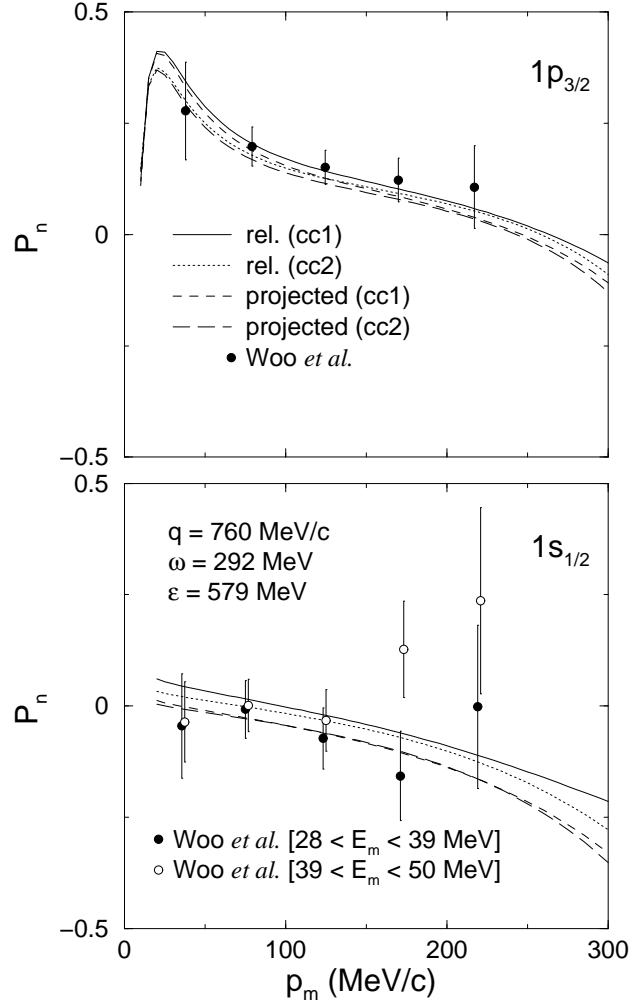 0.5
1p3/2
Pn
0
rel. (cc1)
rel. (cc2)
projected (cc1)
projected (cc2)
Woo et al.
−0.5
0.5
q = 760 MeV/c
ω = 292 MeV
ε = 579 MeV
1s1/2
Pn
0
Woo et al. [28 < Em < 39 MeV]
Woo et al. [39 < Em < 50 MeV]
−0.5
0 100 200 300
pm (MeV/c)